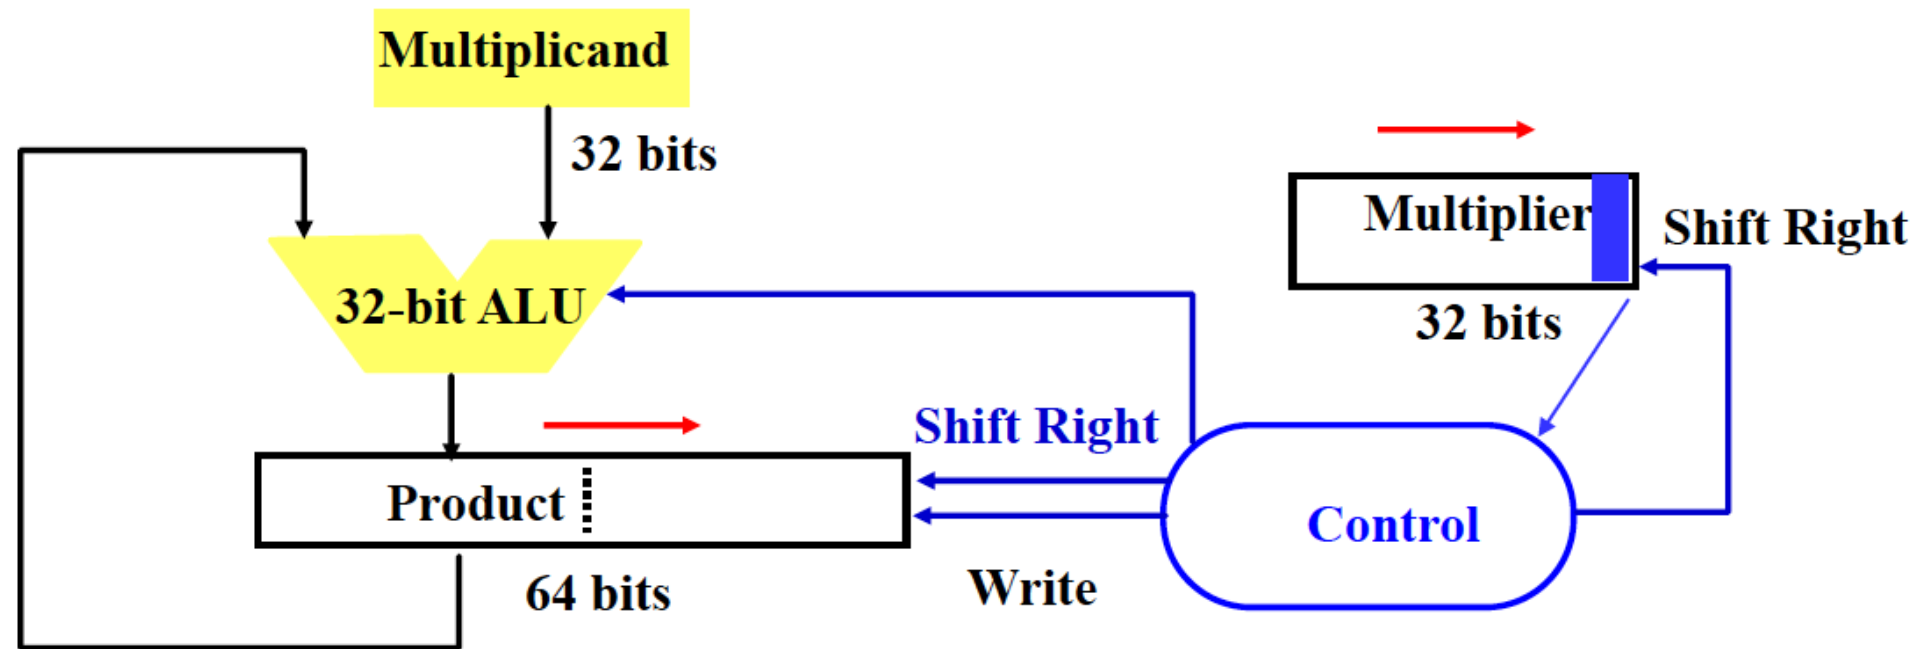 Multiplicand
32 bits
Multiplier
Shift Right
32-bit ALU
32 bits
Shift Right
Product
Control
64 bits
Write